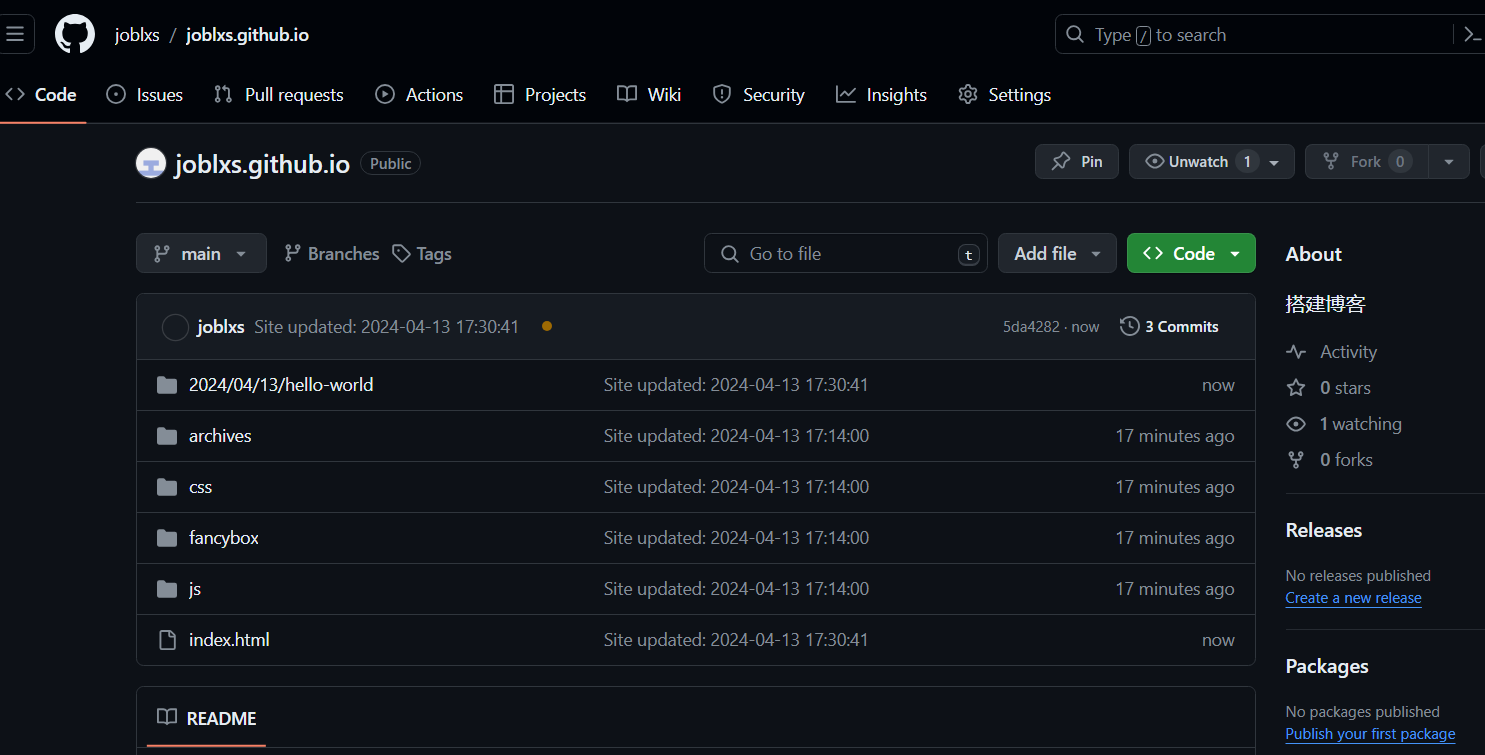 joblxs / joblxs.github.io
Type / to search
Code Issues Pull requests Actions Projects Wiki Security Insights Settings
joblxs.github.io Public
Pin Unwatch 1 Fork 0
main Branches Tags Go to file t Add file Code
joblxs Site updated: 2024-04-13 17:30:41 5da4282 · now 3 Commits
2024/04/13/hello-world Site updated: 2024-04-13 17:30:41 now
archives Site updated: 2024-04-13 17:14:00 17 minutes ago
css Site updated: 2024-04-13 17:14:00 17 minutes ago
fancybox Site updated: 2024-04-13 17:14:00 17 minutes ago
js Site updated: 2024-04-13 17:14:00 17 minutes ago
index.html Site updated: 2024-04-13 17:30:41 now
README
About
搭建博客
Activity
0 stars
1 watching
0 forks
Releases
No releases published
Create a new release
Packages
No packages published
Publish your first package